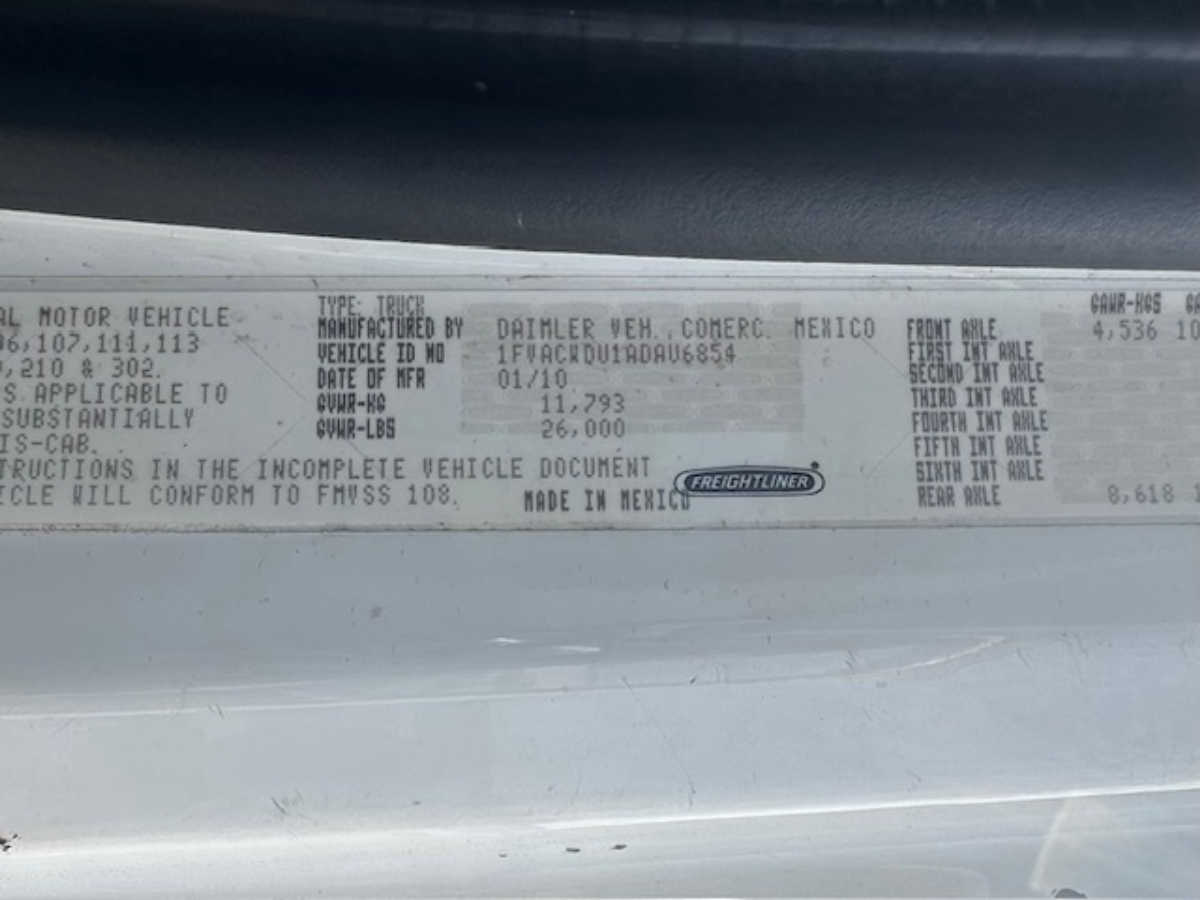 AL MOTOR VEHICLE
06,107,111,113
,210 & 302.
S APPLICABLE TO
SUBSTANTIALLY
IS-CAB.
TRUCTIONS IN THE INCOMPLETE VEHICLE DOCUMENT
ICLE WILL CONFORM TO FMVSS 108.
TYPE: TRUCK
MANUFACTURED BY DAIMLER VEH. COMERC. MEXICO
VEHICLE ID NO 1FVACWDU1ADAV6854
DATE OF MFR 01/10
GVWR-KG 11,793
GVWR-LBS 26,000
MADE IN MEXICO
FREIGHTLINER
GAWR-KGS GA
FRONT AXLE 4,536 10
FIRST INT AXLE
SECOND INT AXLE
THIRD INT AXLE
FOURTH INT AXLE
FIFTH INT AXLE
SIXTH INT AXLE
REAR AXLE 8,618 1